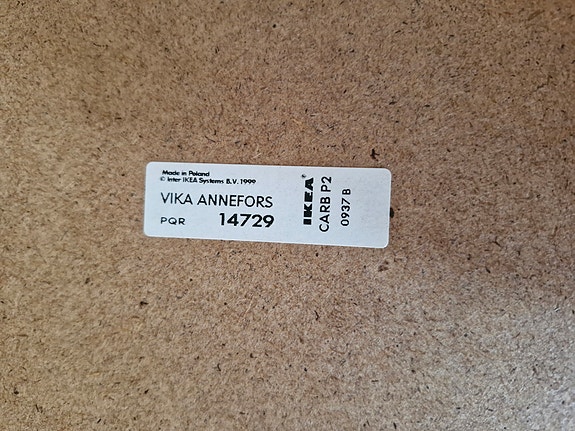 Made in Poland
© Inter IKEA Systems B.V. 1999
VIKA ANNEFORS
PQR 14729
IKEA®
CARB P2
0937 B